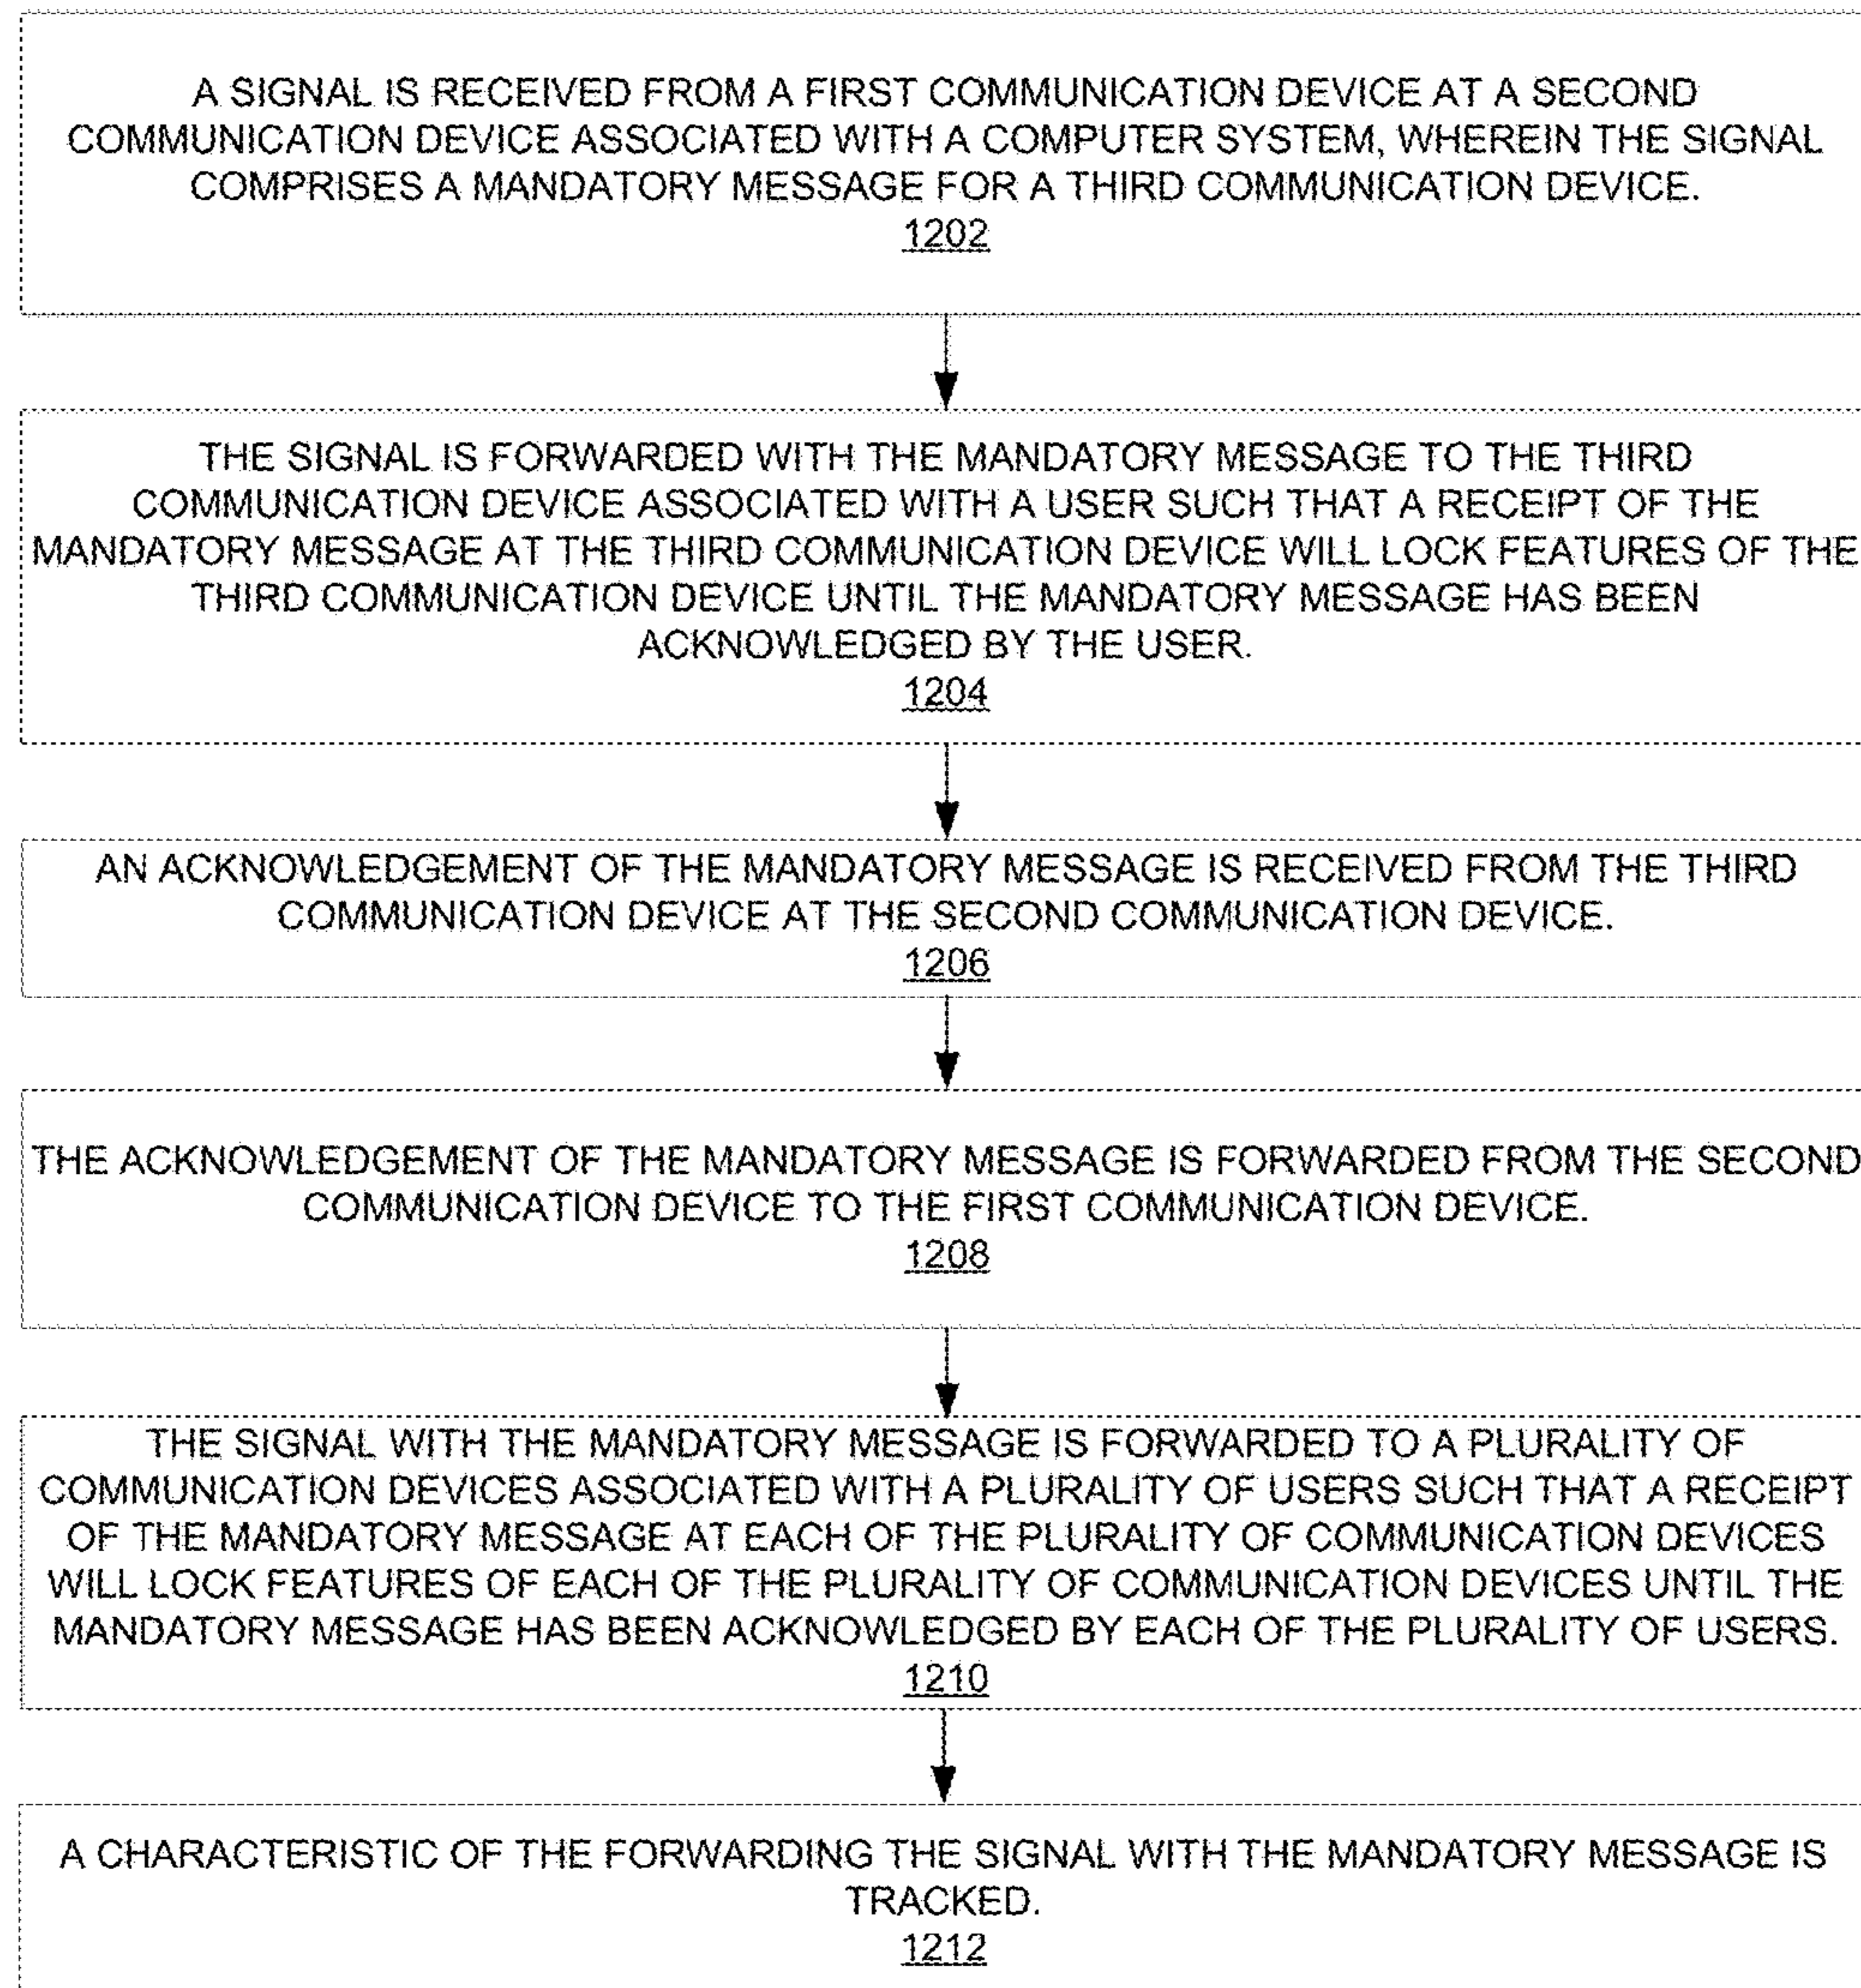 A SIGNAL IS RECEIVED FROM A FIRST COMMUNICATION DEVICE AT A SECOND
COMMUNICATION DEVICE ASSOCIATED WITH A COMPUTER SYSTEM, WHEREIN THE SIGNAL
COMPRISES A MANDATORY MESSAGE FOR A THIRD COMMUNICATION DEVICE.
1202
THE SIGNAL IS FORWARDED WITH THE MANDATORY MESSAGE TO THE THIRD
COMMUNICATION DEVICE ASSOCIATED WITH A USER SUCH THAT A RECEIPT OF THE
MANDATORY MESSAGE AT THE THIRD COMMUNICATION DEVICE WILL LOCK FEATURES OF THE
THIRD COMMUNICATION DEVICE UNTIL THE MANDATORY MESSAGE HAS BEEN
ACKNOWLEDGED BY THE USER.
1204
AN ACKNOWLEDGEMENT OF THE MANDATORY MESSAGE IS RECEIVED FROM THE THIRD
COMMUNICATION DEVICE AT THE SECOND COMMUNICATION DEVICE.
1206
THE ACKNOWLEDGEMENT OF THE MANDATORY MESSAGE IS FORWARDED FROM THE SECOND
COMMUNICATION DEVICE TO THE FIRST COMMUNICATION DEVICE.
1208
THE SIGNAL WITH THE MANDATORY MESSAGE IS FORWARDED TO A PLURALITY OF
COMMUNICATION DEVICES ASSOCIATED WITH A PLURALITY OF USERS SUCH THAT A RECEIPT
OF THE MANDATORY MESSAGE AT EACH OF THE PLURALITY OF COMMUNICATION DEVICES
WILL LOCK FEATURES OF EACH OF THE PLURALITY OF COMMUNICATION DEVICES UNTIL THE
MANDATORY MESSAGE HAS BEEN ACKNOWLEDGED BY EACH OF THE PLURALITY OF USERS.
1210
A CHARACTERISTIC OF THE FORWARDING THE SIGNAL WITH THE MANDATORY MESSAGE IS
TRACKED.
1212